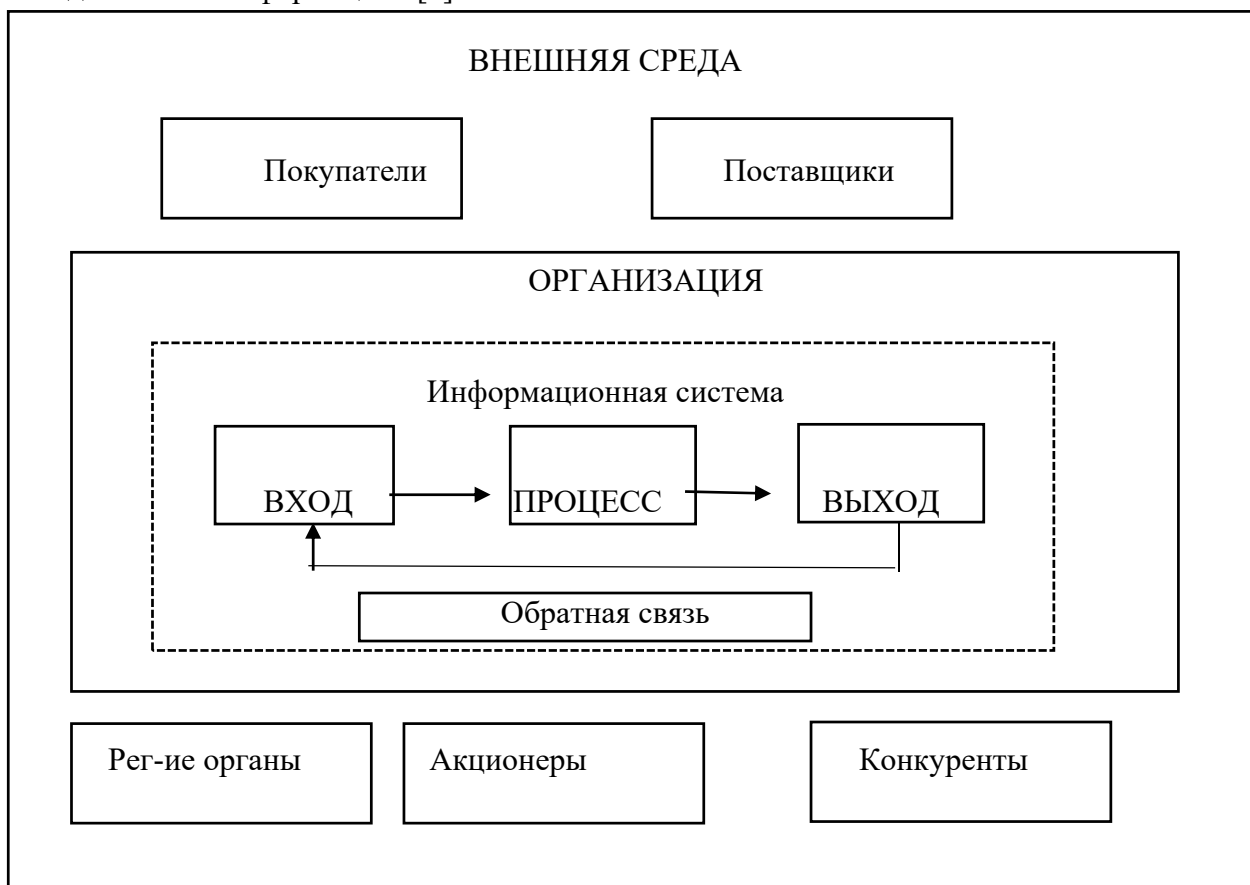 ВНЕШНЯЯ СРЕДА
Покупатели
Поставщики
ОРГАНИЗАЦИЯ
Информационная система
ВХОД
ПРОЦЕСС
ВЫХОД
Обратная связь
Рег-ие органы
Акционеры
Конкуренты